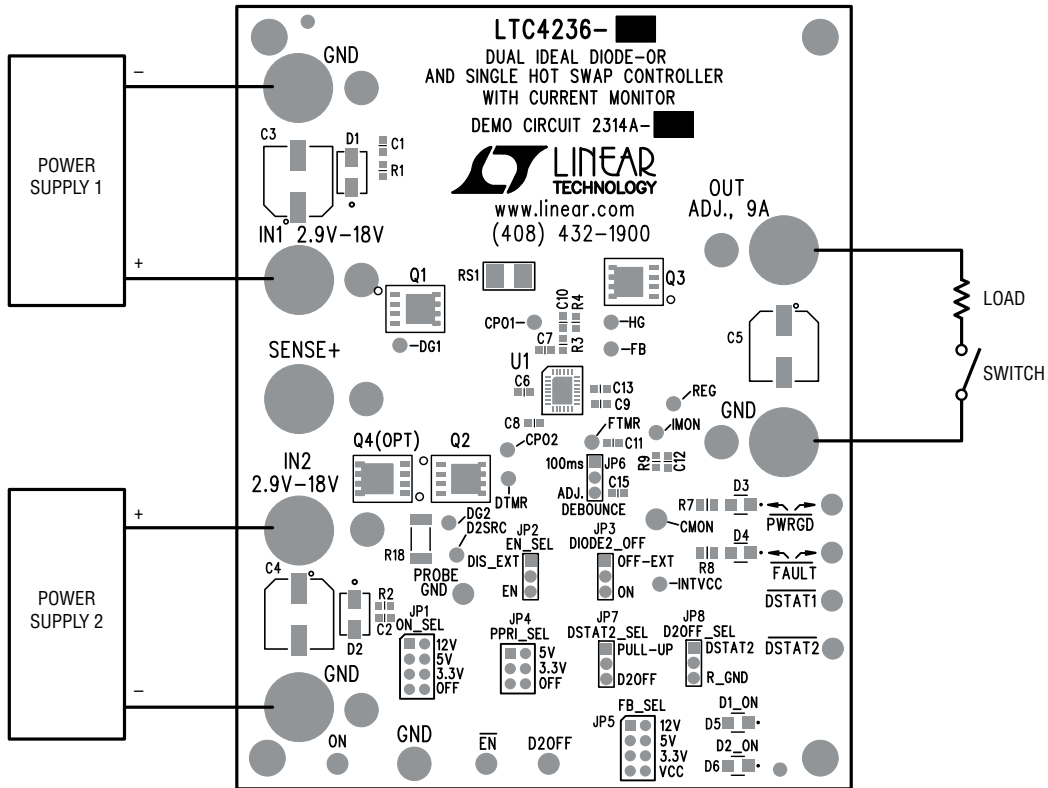 LTC4236-
DUAL IDEAL DIODE-OR
AND SINGLE HOT SWAP CONTROLLER
WITH CURRENT MONITOR
DEMO CIRCUIT 2314A-
LINEAR
TECHNOLOGY
www.linear.com
(408) 432-1900
GND
-
POWER
SUPPLY 1
+
C3
D1
C1
R1
IN1 2.9V-18V
OUT
ADJ., 9A
Q1
RS1
Q3
LOAD
SWITCH
C5
CPO1
C10
R4
HG
DG1
C7
R3
FB
SENSE+
U1
C6
C13
C9
REG
GND
C8
FTMR
IMON
CPO2
C11
Q4(OPT)
Q2
IN2
2.9V-18V
100ms
JP6
R9
C12
ADJ.
C15
DEBOUNCE
DTMR
D3
R7
PWRGD
+
DG2
D2SRC
JP2
EN_SEL
JP3
DIODE2_OFF
CMON
D4
R18
DIS_EXT
OFF-EXT
R8
FAULT
C4
PROBE
GND
EN
ON
INTVCC
POWER
SUPPLY 2
R2
C2
D2
DSTAT1
JP1
ON_SEL
JP4
PPRI_SEL
JP7
DSTAT2_SEL
JP8
D2OFF_SEL
12V
5V
3.3V
OFF
5V
3.3V
OFF
PULL-UP
D2OFF
DSTAT2
R_GND
DSTAT2
-
GND
FB_SEL
JP5
12V
5V
3.3V
VCC
D1_ON
D5
D2_ON
D6
ON
GND
EN
D2OFF